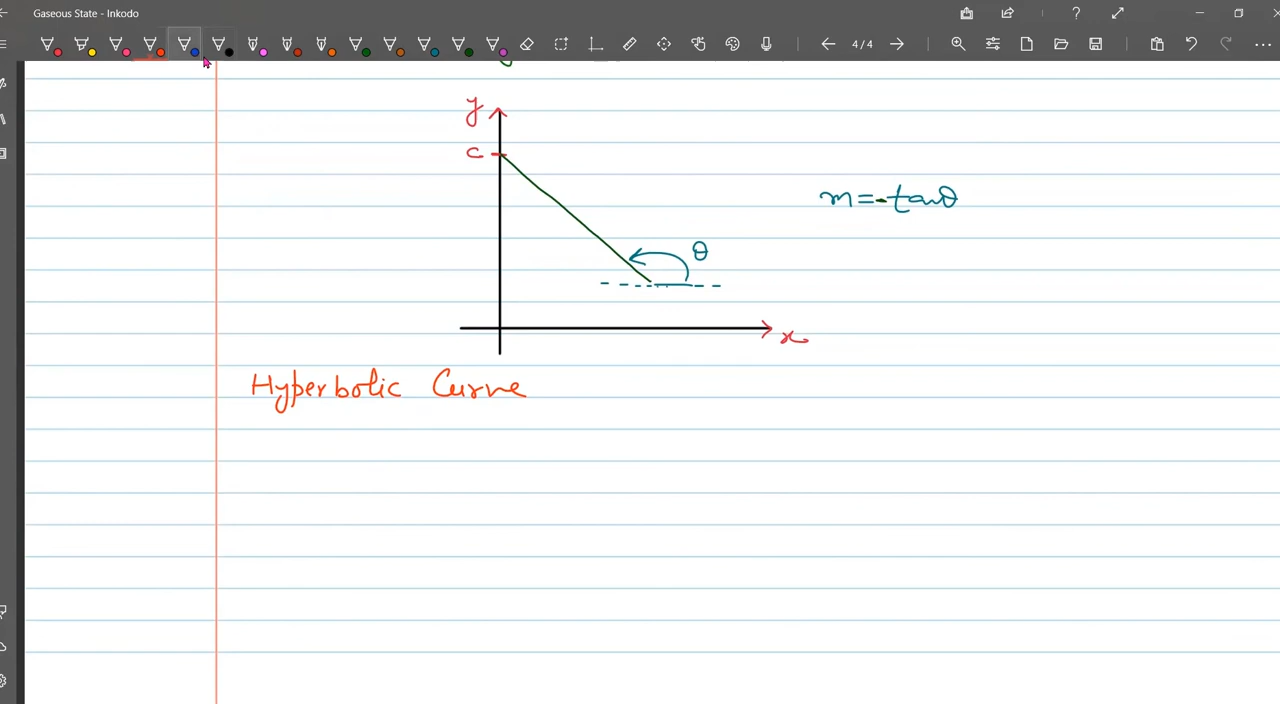 Gaseous State - Inkodo
4/4
y
c
m=-tanθ
θ
x
Hyperbolic Curve